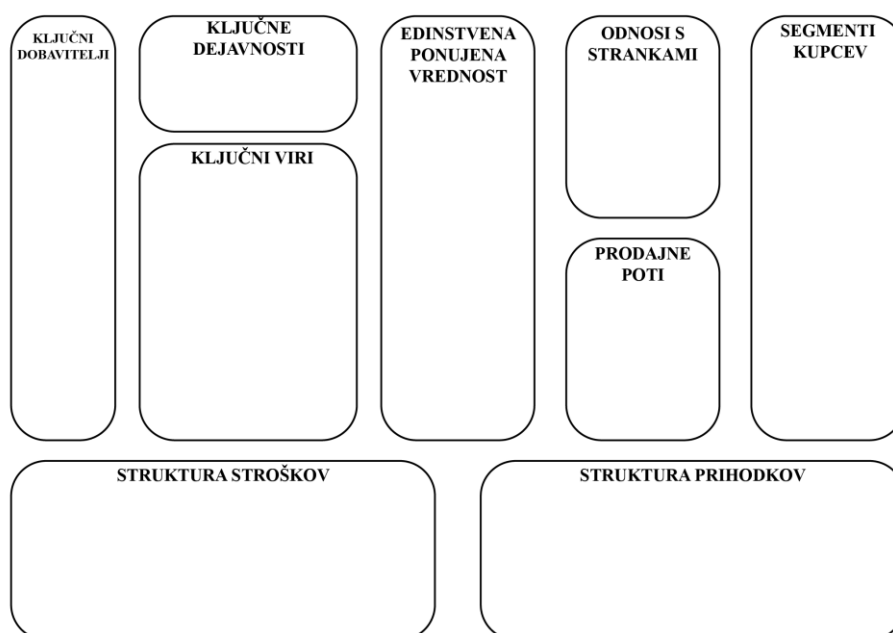 KLJUČNI
DOBAVITELJI
KLJUČNE
DEJAVNOSTI
KLJUČNI VIRI
EDINSTVENA
PONUJENA
VREDNOST
ODNOSI S
STRANKAMI
PRODAJNE
POTI
SEGMENTI
KUPCEV
STRUKTURA STROŠKOV
STRUKTURA PRIHODKOV